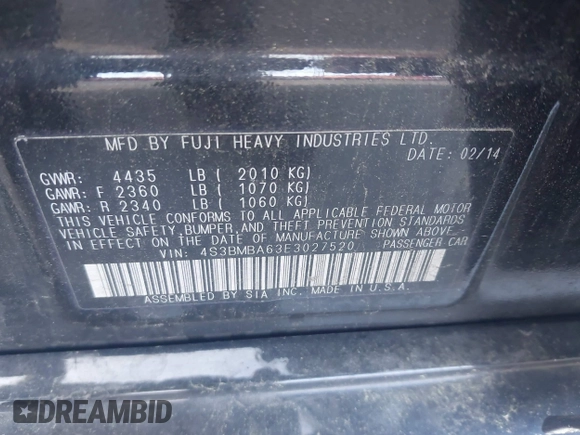 MFD BY FUJI HEAVY INDUSTRIES LTD.
DATE: 02/14
GVWR: 4435 LB ( 2010 KG)
GAWR: F 2360 LB ( 1070 KG)
GAWR: R 2340 LB ( 1060 KG)
THIS VEHICLE CONFORMS TO ALL APPLICABLE FEDERAL MOTOR
VEHICLE SAFETY, BUMPER, AND THEFT PREVENTION STANDARDS
IN EFFECT ON THE DATE OF MANUFACTURE SHOWN ABOVE.
VIN: 4S3BMBA63E3027520 PASSENGER CAR
ASSEMBLED BY SIA INC. MADE IN U.S.A.
DREAMBID